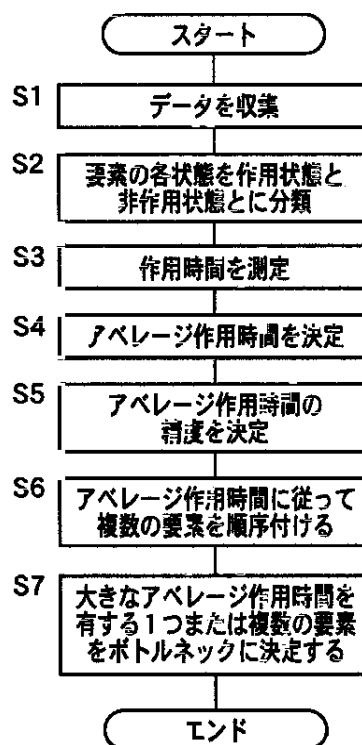 スタート
S1
データを収集
S2
要素の各状態を作用状態と
非作用状態とに分類
S3
作用時間を測定
S4
アベレージ作用時間を決定
S5
アベレージ作用時間の
精度を決定
S6
アベレージ作用時間に従って
複数の要素を順序付ける
S7
大きなアベレージ作用時間を
有する1つまたは複数の要素
をボトルネックに決定する
エンド